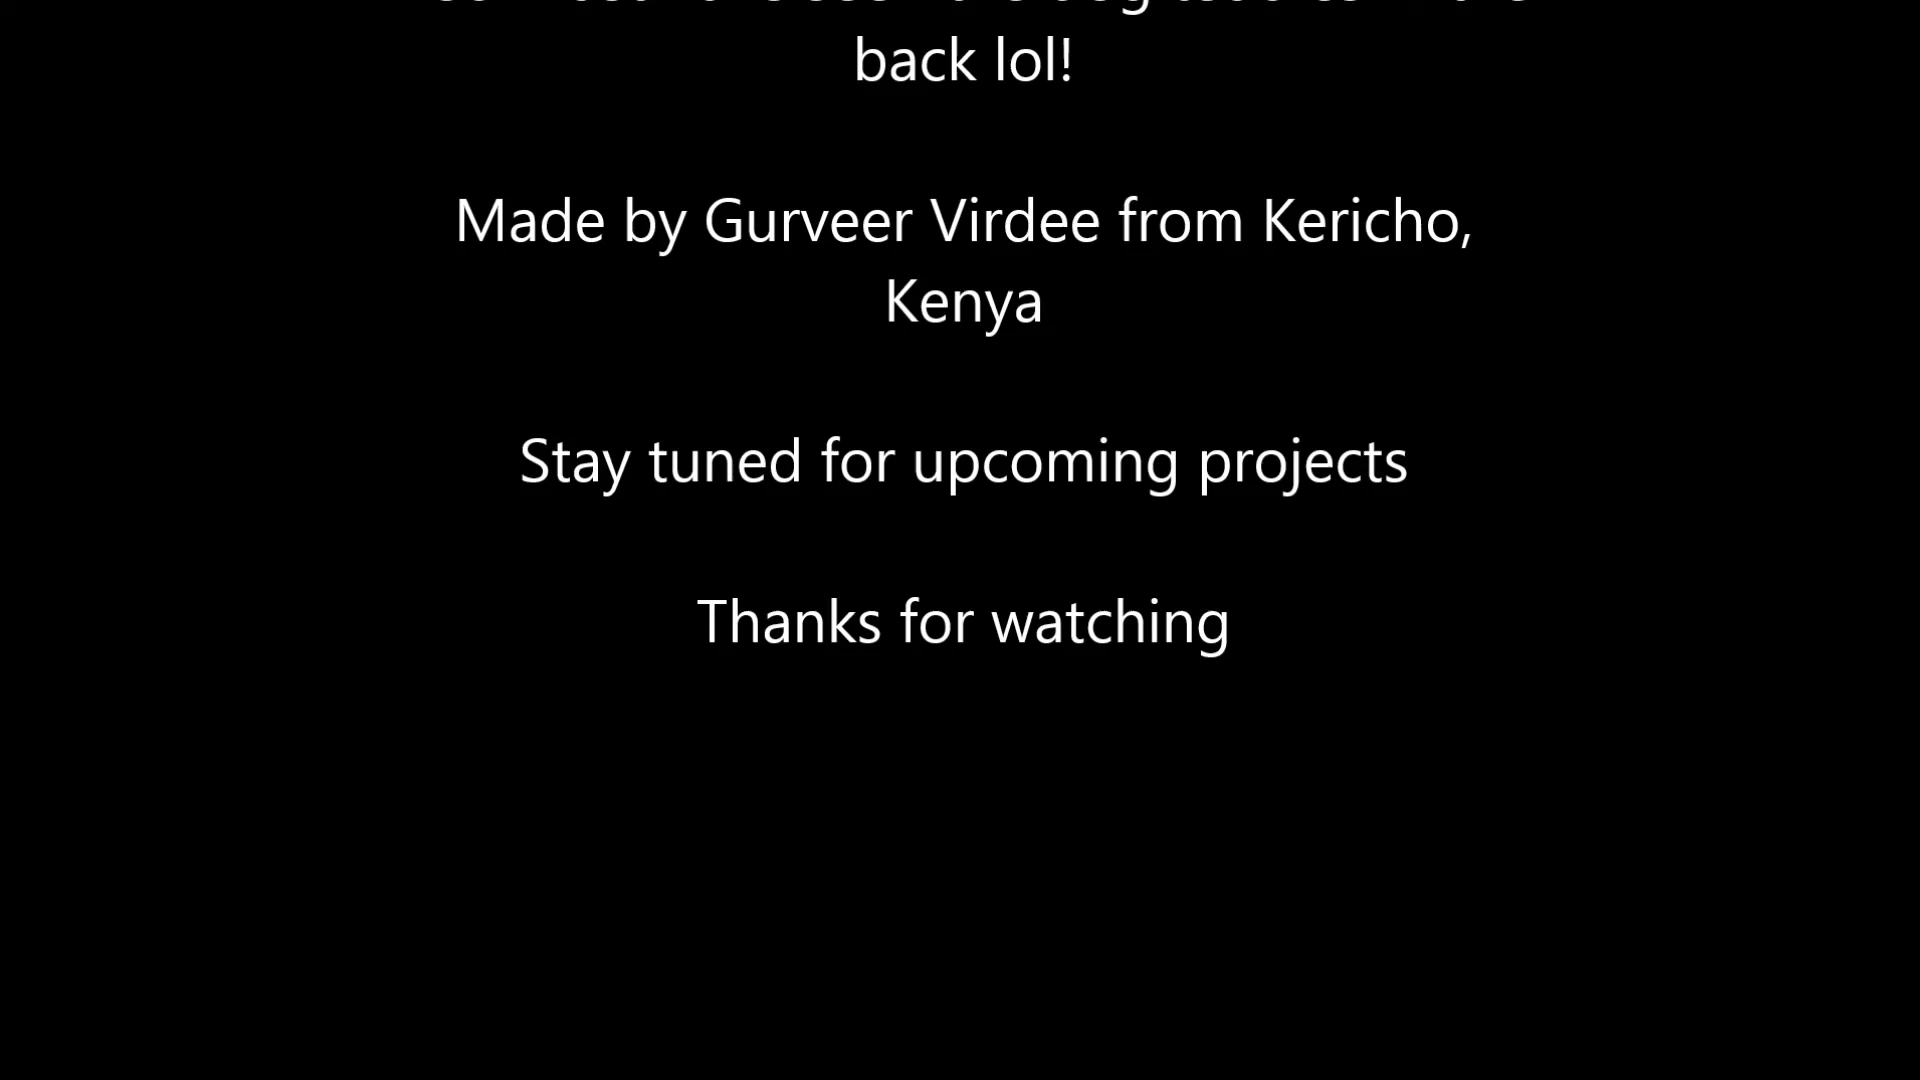 back lol!
Made by Gurveer Virdee from Kericho,
Kenya
Stay tuned for upcoming projects
Thanks for watching